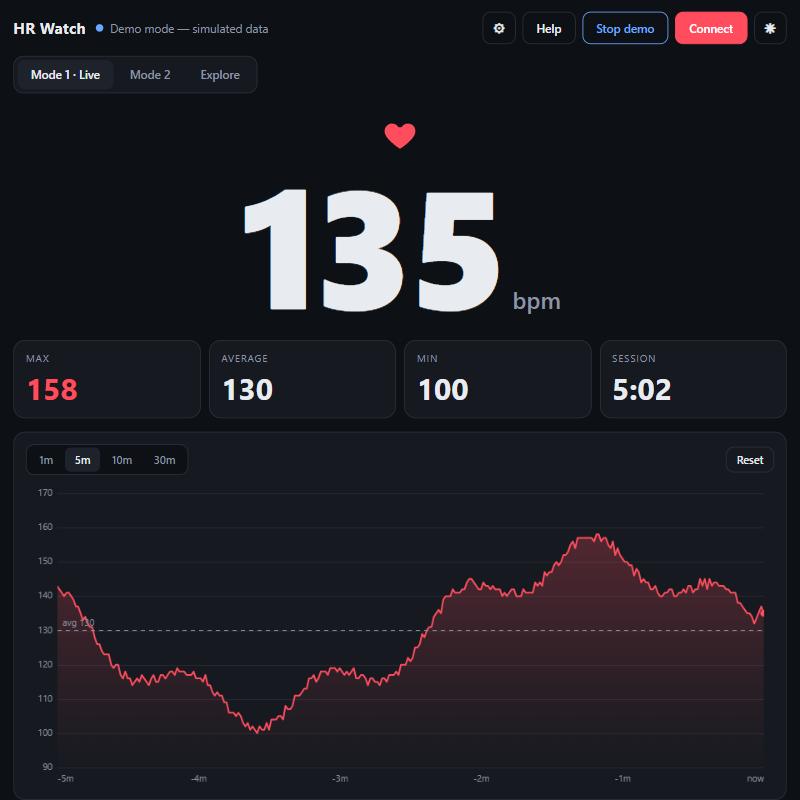 HR Watch Demo mode — simulated data Help Stop demo Connect
Mode 1 · Live Mode 2 Explore
135 bpm
MAX AVERAGE MIN SESSION
158 130 100 5:02
1m 5m 10m 30m Reset
170
160
150
140
avg 130
130
120
110
100
90
-5m -4m -3m -2m -1m now